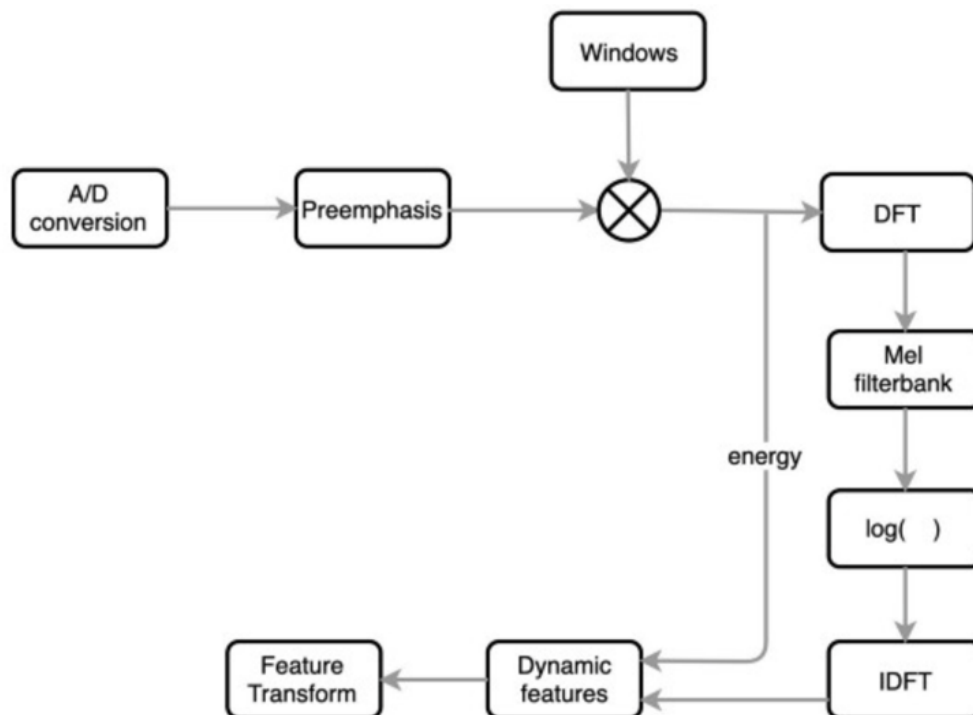 Windows
A/D
conversion
Preemphasis
DFT
Mel
filterbank
energy
log( )
Feature
Transform
Dynamic
features
IDFT